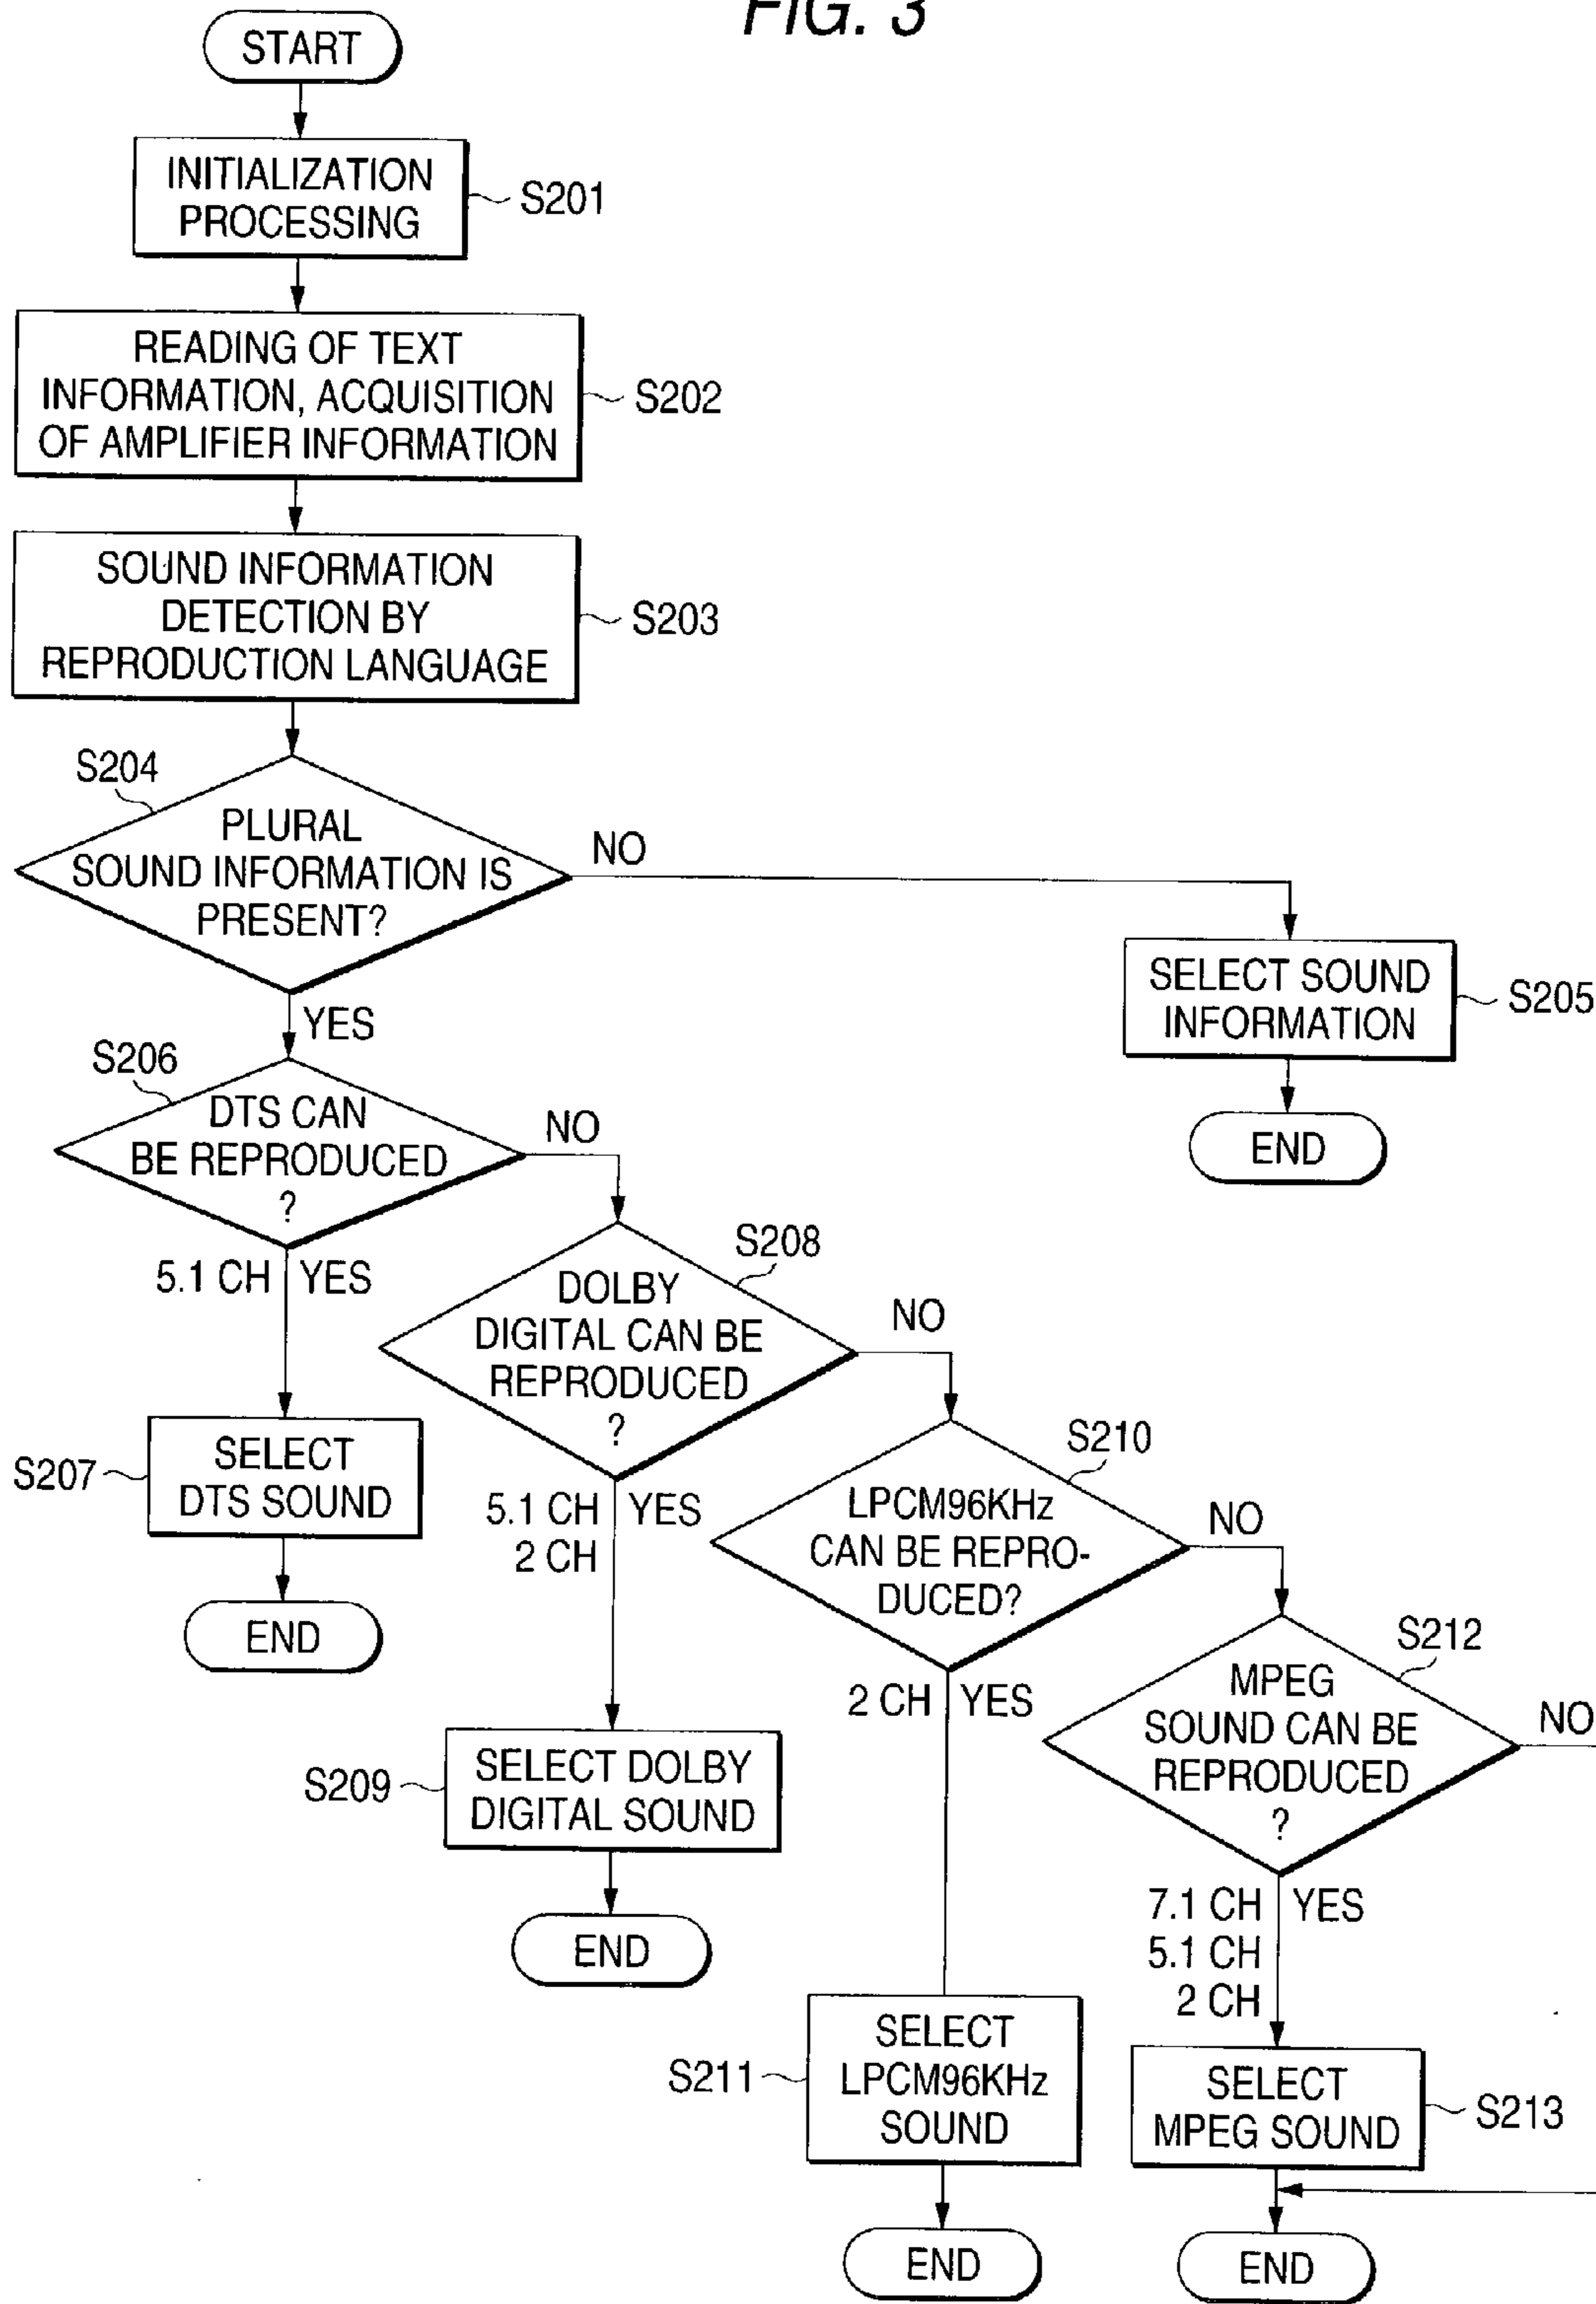 FIG. 3
START
INITIALIZATION
PROCESSING
S201
READING OF TEXT
INFORMATION, ACQUISITION
OF AMPLIFIER INFORMATION
S202
SOUND INFORMATION
DETECTION BY
REPRODUCTION LANGUAGE
S203
S204
PLURAL
SOUND INFORMATION IS
PRESENT?
NO
YES
SELECT SOUND
INFORMATION
S205
END
S206
DTS CAN
BE REPRODUCED
?
NO
5.1 CH YES
SELECT
DTS SOUND
S207
END
S208
DOLBY
DIGITAL CAN BE
REPRODUCED
?
NO
5.1 CH YES
2 CH
S209
SELECT DOLBY
DIGITAL SOUND
END
S210
LPCM96KHz
CAN BE REPRO-
DUCED?
NO
2 CH YES
S211
SELECT
LPCM96KHz
SOUND
END
S212
MPEG
SOUND CAN BE
REPRODUCED
?
NO
7.1 CH YES
5.1 CH
2 CH
SELECT
MPEG SOUND
S213
END